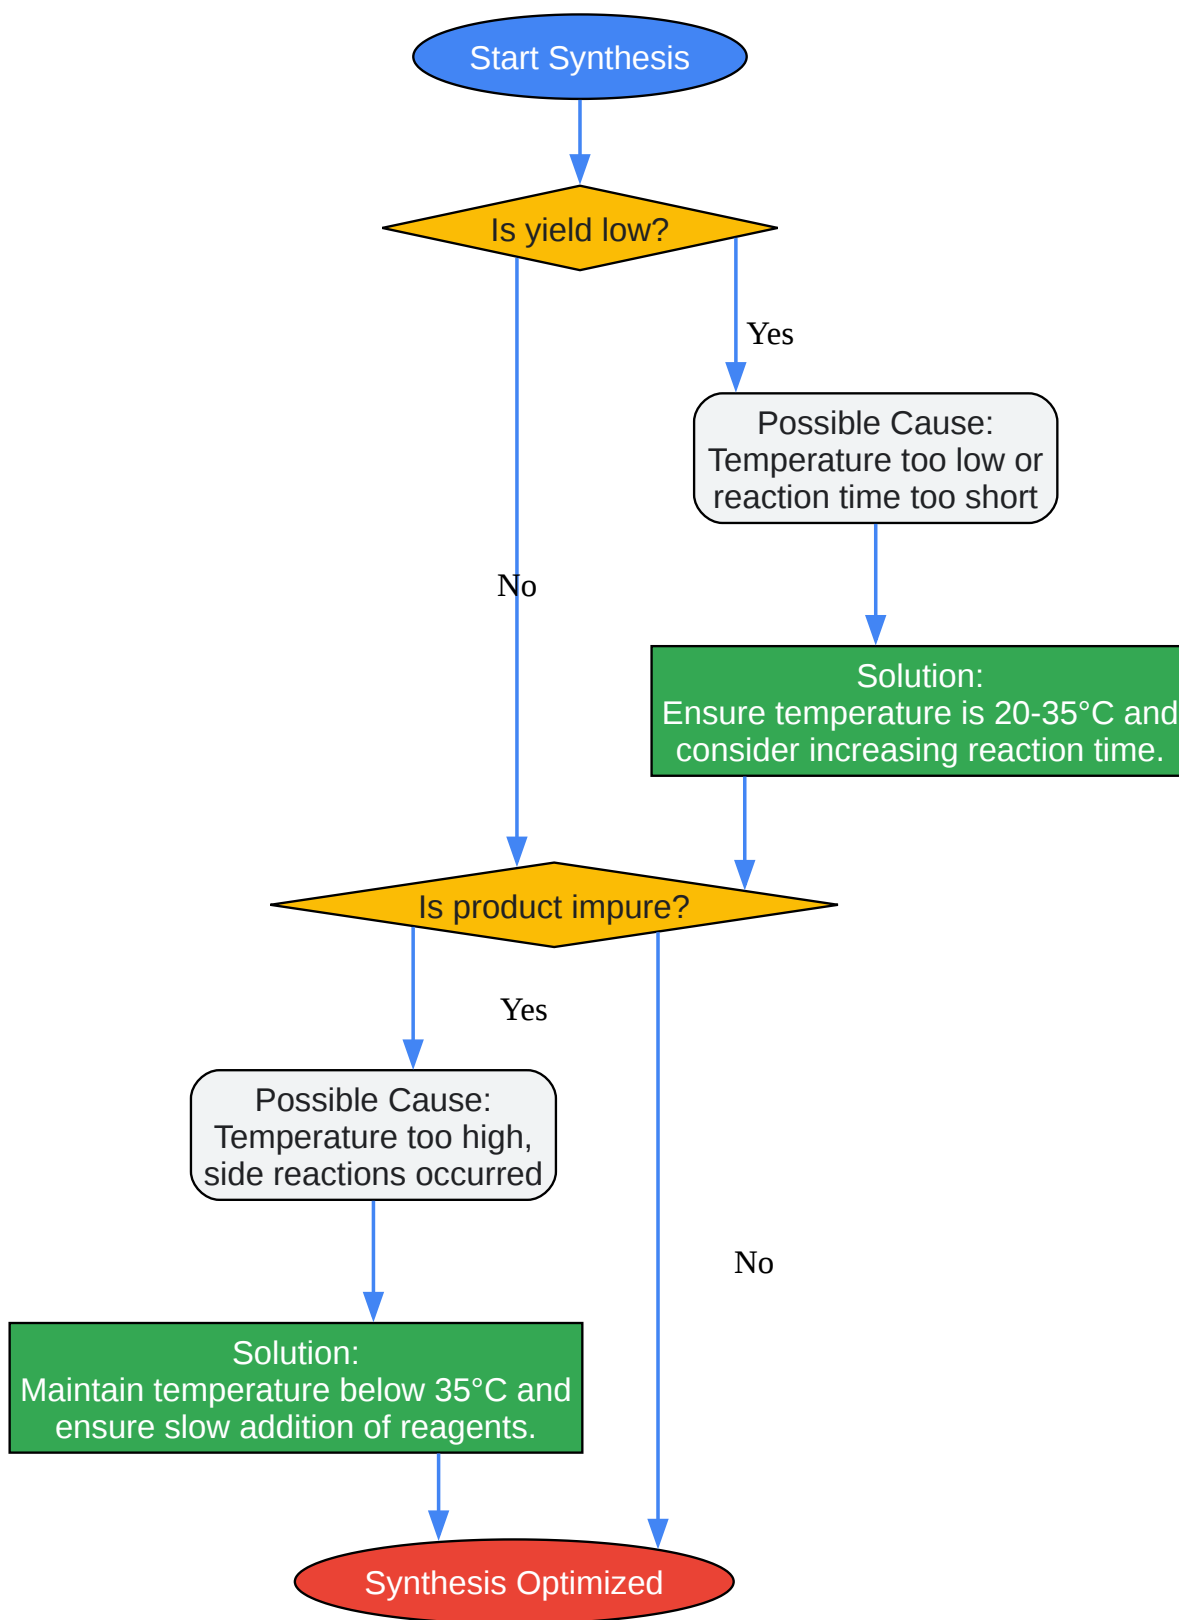 Start Synthesis
Is yield low?
Yes
Possible Cause:
Temperature too low or
reaction time too short
No
Solution:
Ensure temperature is 20-35°C and
consider increasing reaction time.
Is product impure?
Yes
Possible Cause:
Temperature too high,
side reactions occurred
No
Solution:
Maintain temperature below 35°C and
ensure slow addition of reagents.
Synthesis Optimized